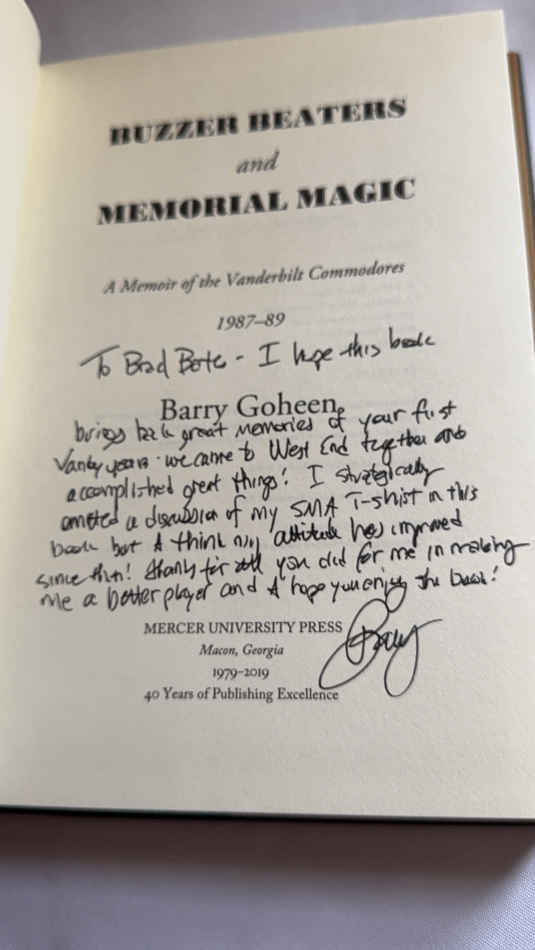 BUZZER BEATERS
and
MEMORIAL MAGIC
A Memoir of the Vanderbilt Commodores
1987–89
To Brad Bates - I hope this book
Barry Goheen
brings back great memories of your first
Vandy years. we came to West End together and
accomplished great things! I strategically
omitted a discussion of my SMA T-shirt in this
book but I think my attitude has improved
since then! thanks for all you did for me in making
me a better player and I hope you enjoy the book!
Barry
MERCER UNIVERSITY PRESS
Macon, Georgia
1979–2019
40 Years of Publishing Excellence